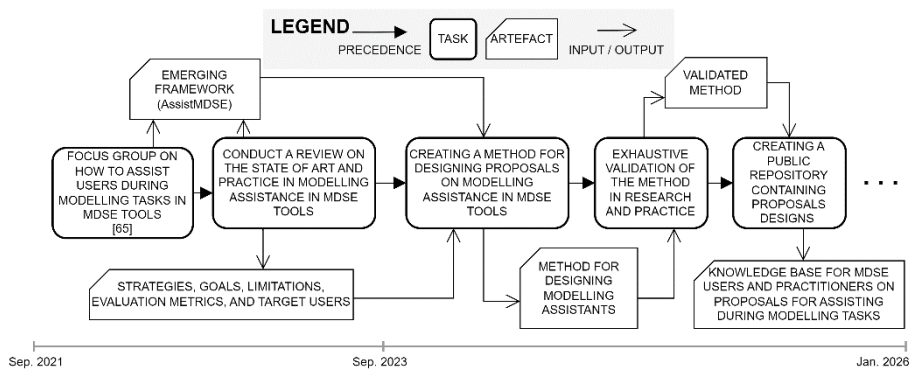 LEGEND
PRECEDENCE
TASK
ARTEFACT
INPUT / OUTPUT
EMERGING
FRAMEWORK
(AssistMDSE)
VALIDATED
METHOD
FOCUS GROUP ON
HOW TO ASSIST
USERS DURING
MODELLING TASKS IN
MDSE TOOLS
[65]
CONDUCT A REVIEW ON
THE STATE OF ART AND
PRACTICE IN MODELLING
ASSISTANCE IN MDSE
TOOLS
CREATING A METHOD FOR
DESIGNING PROPOSALS
ON MODELLING
ASSISTANCE IN MDSE
TOOLS
EXHAUSTIVE
VALIDATION OF
THE METHOD
IN RESEARCH
AND PRACTICE
CREATING A
PUBLIC
REPOSITORY
CONTAINING
PROPOSALS
DESIGNS
...
STRATEGIES, GOALS, LIMITATIONS,
EVALUATION METRICS, AND TARGET USERS
METHOD FOR
DESIGNING
MODELLING
ASSISTANTS
KNOWLEDGE BASE FOR MDSE
USERS AND PRACTITIONERS ON
PROPOSALS FOR ASSISTING
DURING MODELLING TASKS
Sep. 2021
Sep. 2023
Jan. 2026